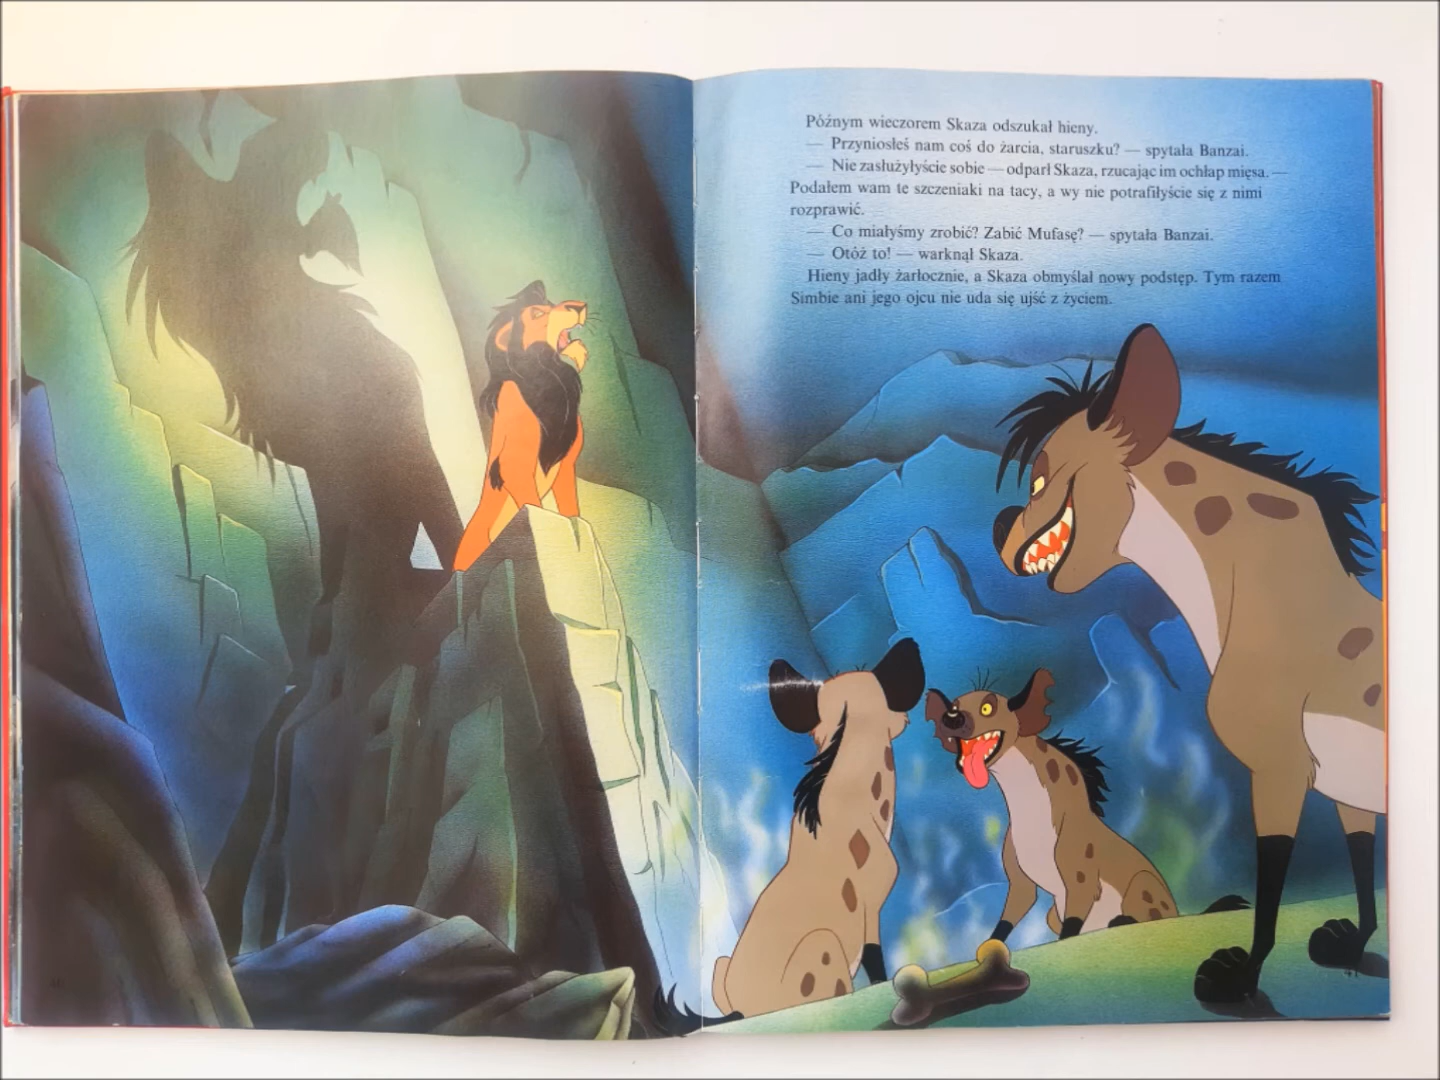 Późnym wieczorem Skaza odszukał hieny.
— Przyniosłeś nam coś do żarcia, staruszku? — spytała Banzai.
— Nie zasłużyłyście sobie — odparł Skaza, rzucając im ochłap mięsa. —
Podałem wam te szczeniaki na tacy, a wy nie potrafiłyście się z nimi
rozprawić.
— Co miałyśmy zrobić? Zabić Mufasę? — spytała Banzai.
— Otóż to! — warknął Skaza.
Hieny jadły żarłocznie, a Skaza obmyślał nowy podstęp. Tym razem
Simbie ani jego ojcu nie uda się ujść z życiem.